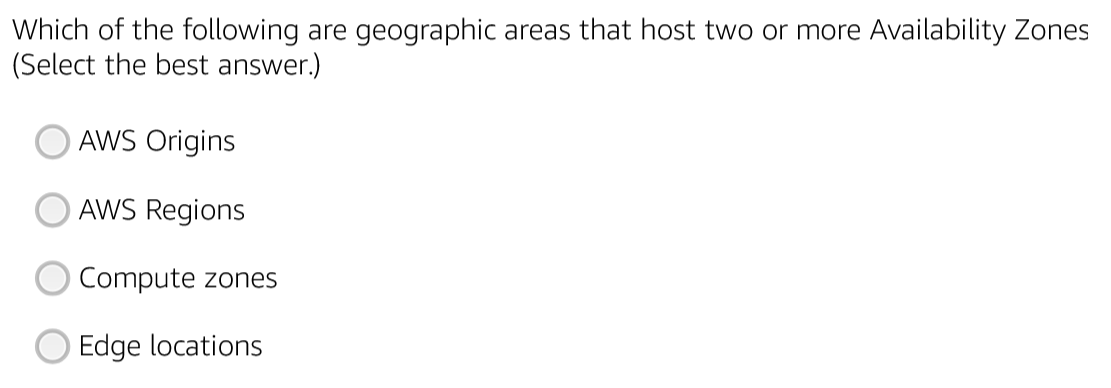 Which of the following are geographic areas that host two or more Availability Zones
(Select the best answer.)
AWS Origins
AWS Regions
Compute zones
Edge locations